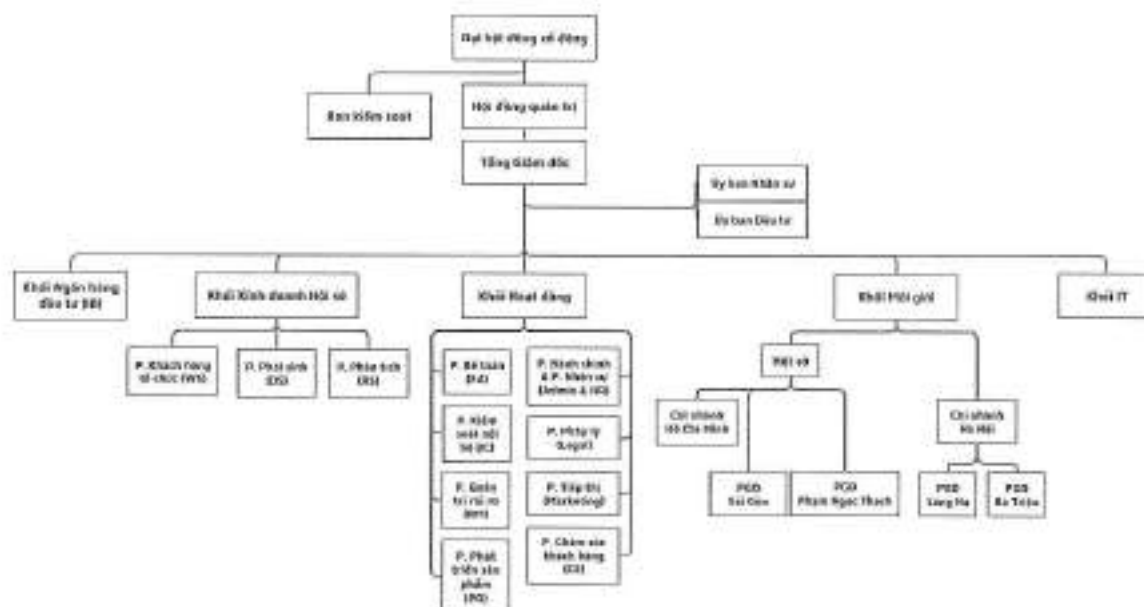 Đại hội đồng cổ đông
Ban kiểm soát
Hội đồng quản trị
Tổng Giám đốc
Ủy ban Nhân sự
Ủy ban Đầu tư
Khối Ngân hàng
đầu tư (IB)
Khối Kinh doanh Hội sở
Khối Hoạt động
Khối Môi giới
Khối IT
P. Khách hàng
tổ chức
P. Phái sinh
(DS)
P. Phân tích
(RS)
P. Kế toán
P. Hành chính
& P. Nhân sự
(Admin & HR)
P. Kiểm
soát nội
bộ (IC)
P. Pháp lý
(Legal)
P. Quản
trị rủi ro
P. Tiếp thị
(Marketing)
P. Phát
triển sản
phẩm
P. Chăm sóc
khách hàng
(CS)
Hội sở
Chi nhánh
Hồ Chí Minh
Chi nhánh
Hà Nội
PGD
Sài Gòn
PGD
Phạm Ngọc Thạch
PGD
Láng Hạ
PGD
Bà Triệu